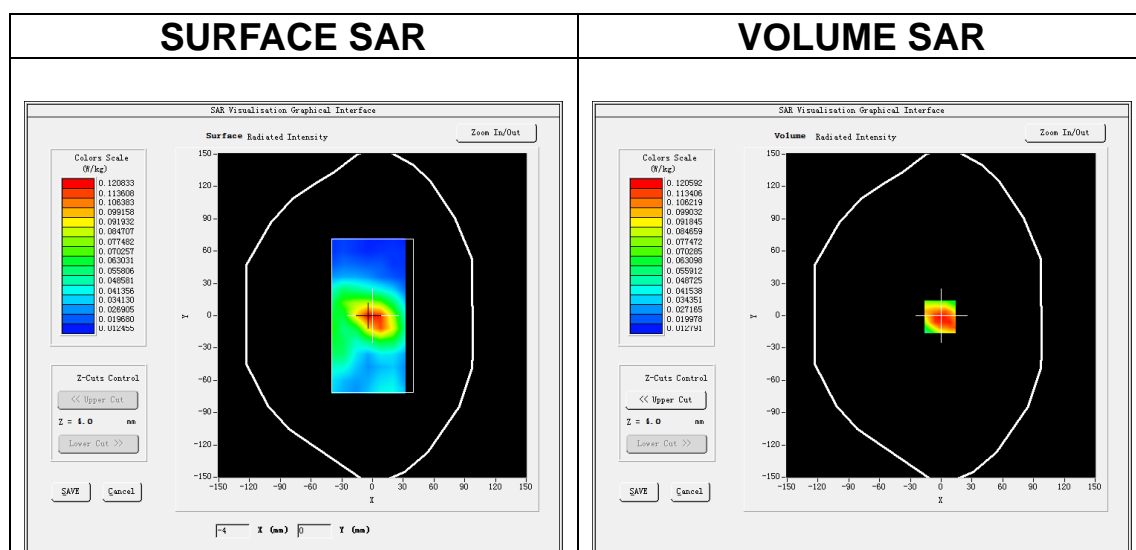 SURFACE SAR
SAR Visualisation Graphical Interface
Surface Radiated Intensity
Zoom In/Out
Colors Scale
(W/kg)
0.120833
0.113608
0.106383
0.099158
0.091932
0.084707
0.077482
0.070257
0.063031
0.055806
0.048581
0.041356
0.034130
0.026905
0.019680
0.012455
150
120
90
60
30
0
-30
-60
-90
-120
-150
Y
-150 -120 -90 -60 -30 0 30 60 90 120 150
X
Z-Cuts Control
<< Upper Cut
Z = 4.0 mm
Lower Cut >>
SAVE Cancel
-4 X (mm) 0 Y (mm)
VOLUME SAR
SAR Visualisation Graphical Interface
Volume Radiated Intensity
Zoom In/Out
Colors Scale
(W/kg)
0.120592
0.113406
0.106219
0.099032
0.091845
0.084659
0.077472
0.070285
0.063098
0.055912
0.048725
0.041538
0.034351
0.027165
0.019978
0.012791
150
120
90
60
30
0
-30
-60
-90
-120
-150
Y
-150 -120 -90 -60 -30 0 30 60 90 120 150
X
Z-Cuts Control
<< Upper Cut
Z = 4.0 mm
Lower Cut >>
SAVE Cancel